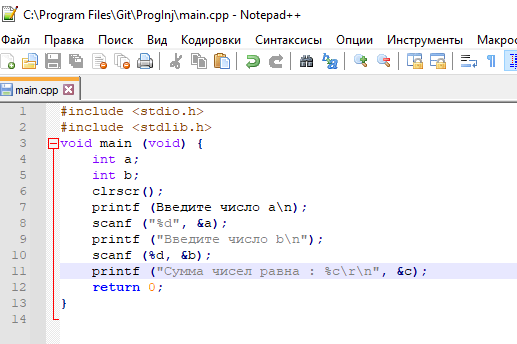 C:\Program Files\Git\ProgInj\main.cpp - Notepad++
Файл Правка Поиск Вид Кодировки Синтаксисы Опции Инструменты Макрос
main.cpp
1 #include <stdio.h>
2 #include <stdlib.h>
3 void main (void) {
4 int a;
5 int b;
6 clrscr();
7 printf (Введите число a\n);
8 scanf ("%d", &a);
9 printf ("Введите число b\n");
10 scanf (%d, &b);
11 printf ("Сумма чисел равна : %c\r\n", &c);
12 return 0;
13 }
14